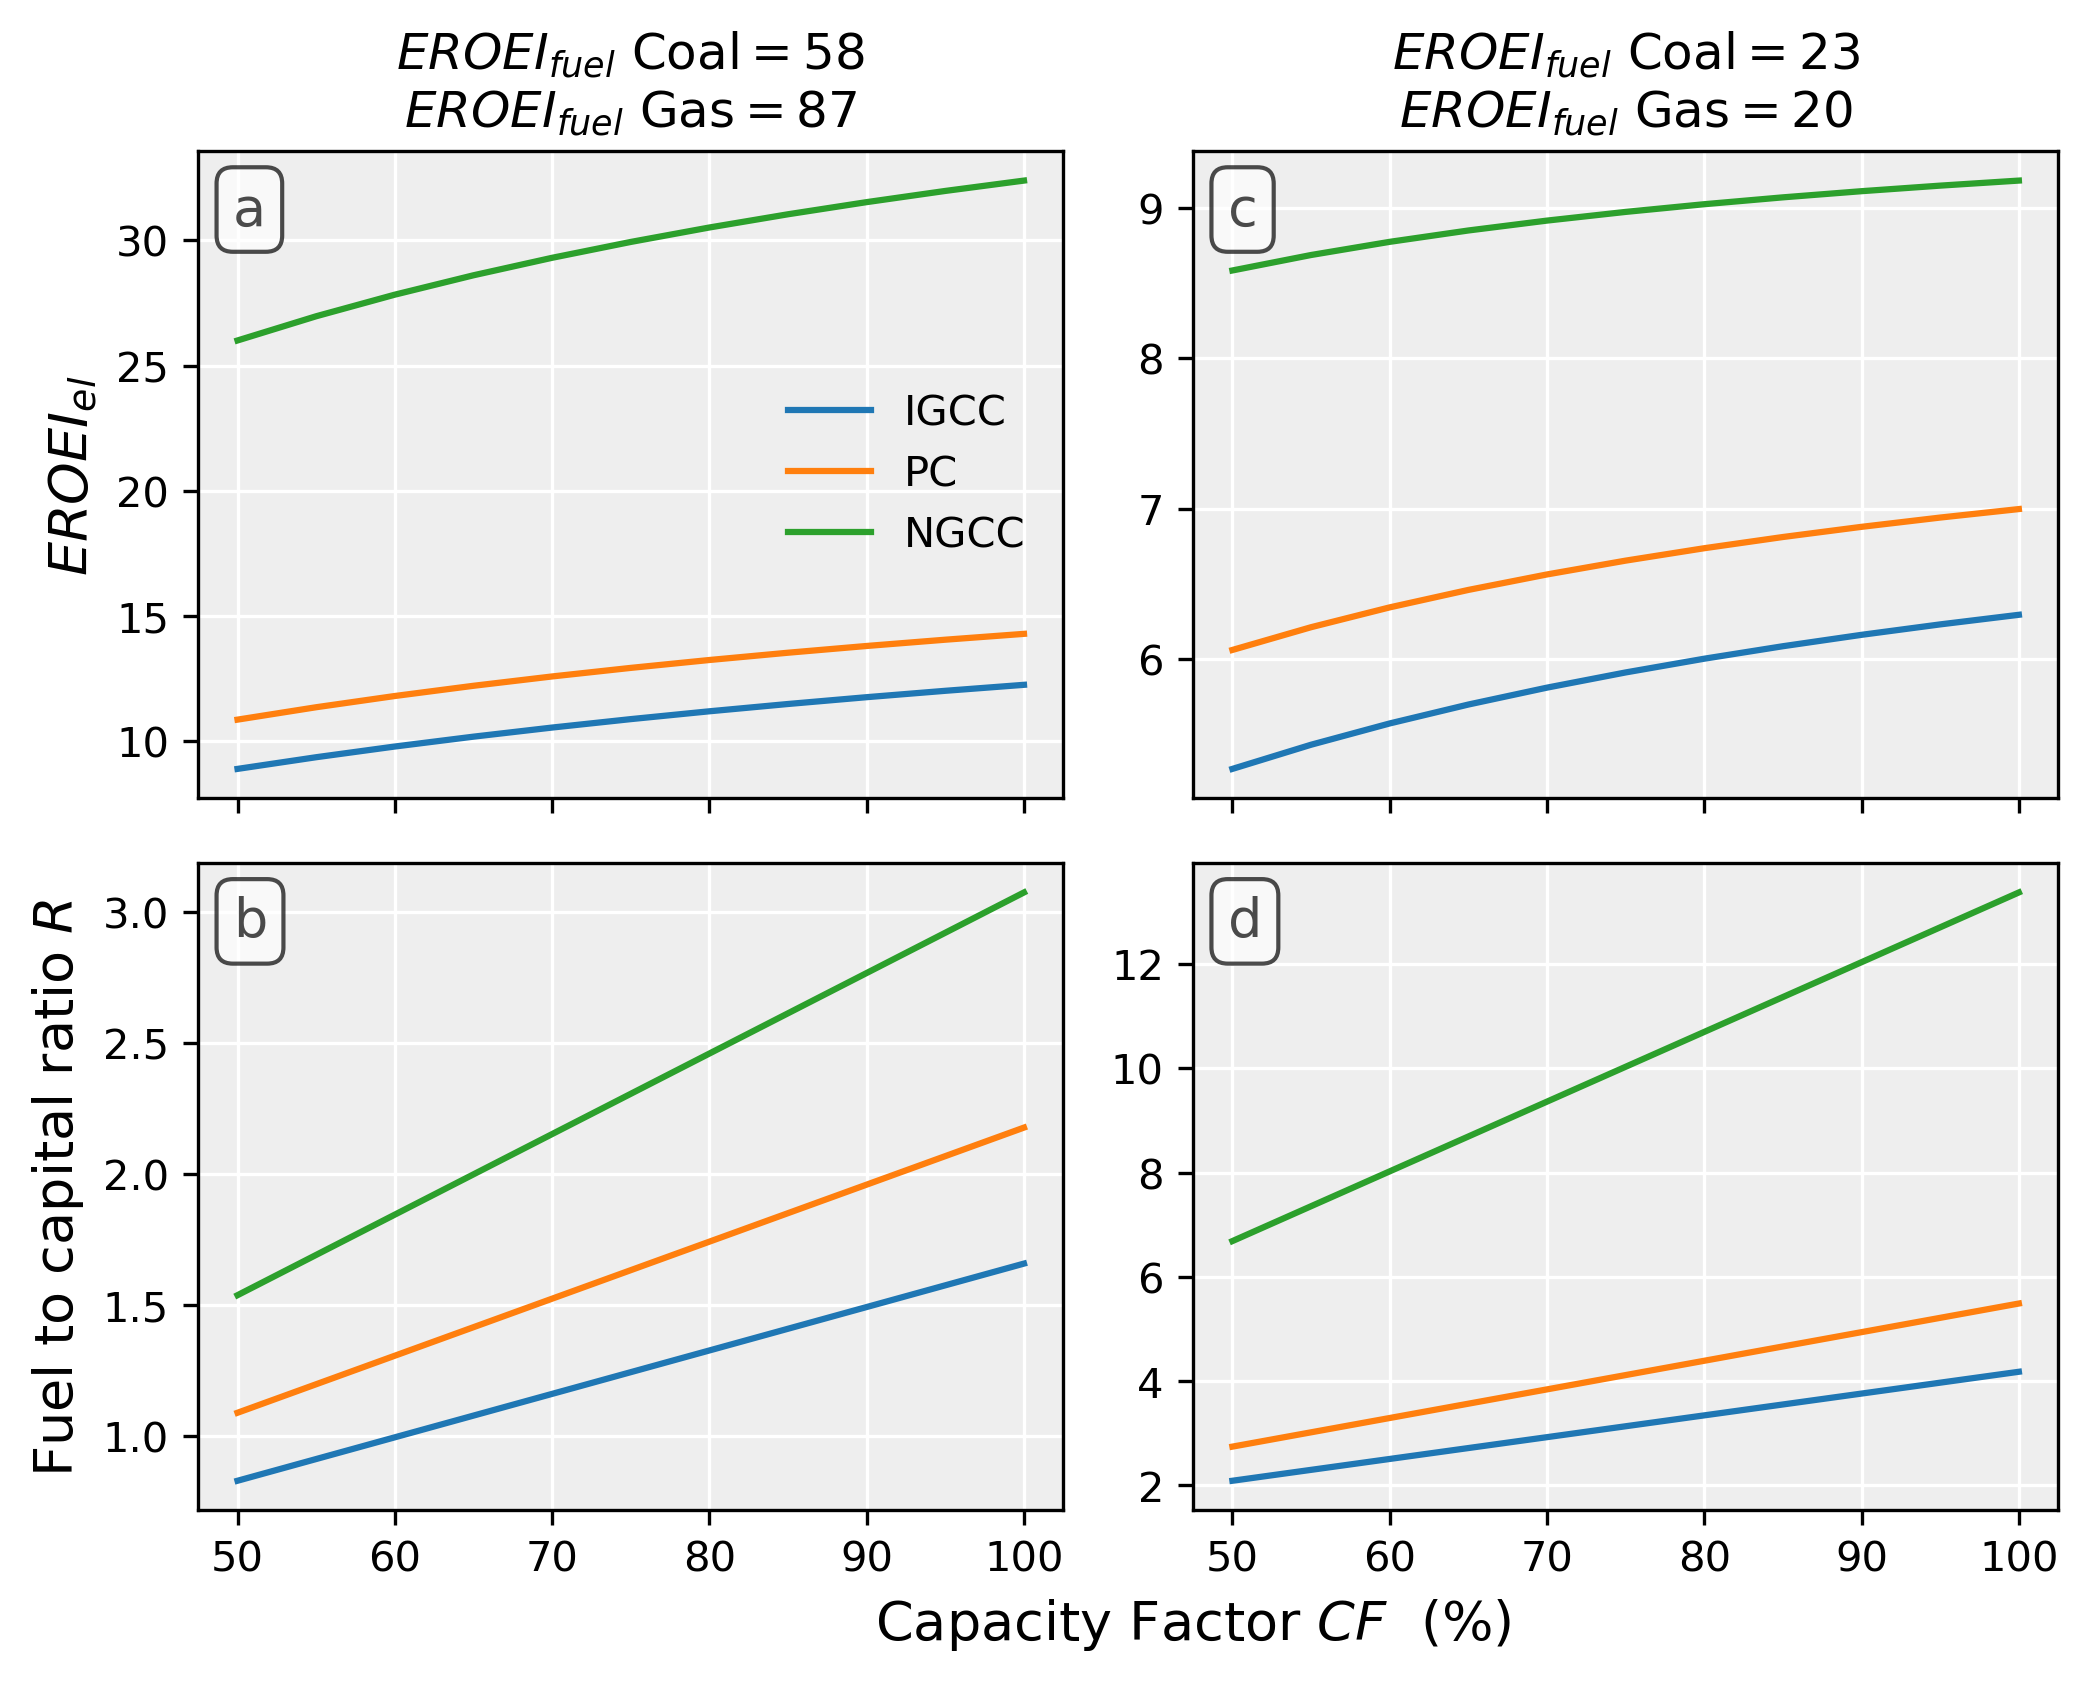 EROEI_fuel Coal = 58
EROEI_fuel Gas = 87
EROEI_fuel Coal = 23
EROEI_fuel Gas = 20
a
30
25
20
15
10
EROEI_el
IGCC
PC
NGCC
c
9
8
7
6
b
3.0
2.5
2.0
1.5
1.0
Fuel to capital ratio R
50 60 70 80 90 100
d
12
10
8
6
4
2
50 60 70 80 90 100
Capacity Factor CF (%)